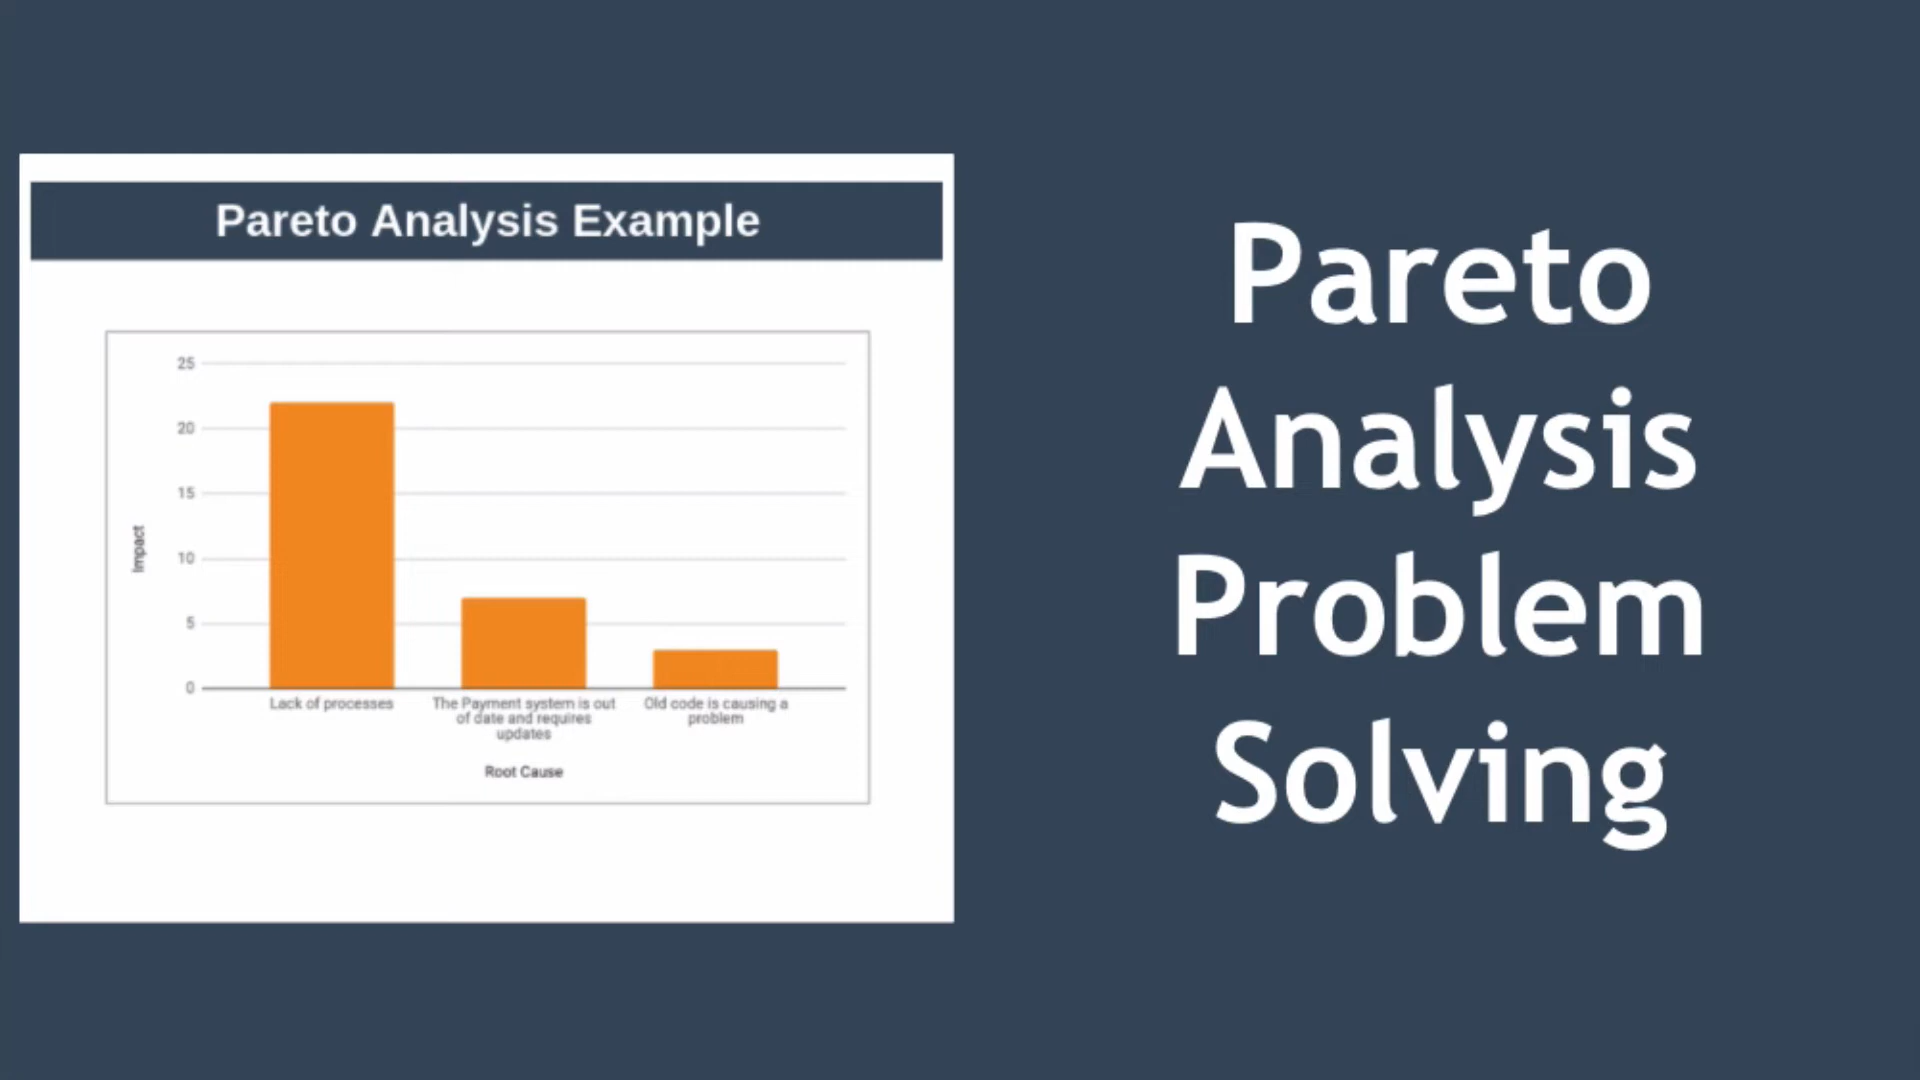 Pareto Analysis Example
25
20
15
10
5
0
Impact
Lack of processes
The Payment system is out
of date and requires
updates
Old code is causing a
problem
Root Cause
Pareto
Analysis
Problem
Solving